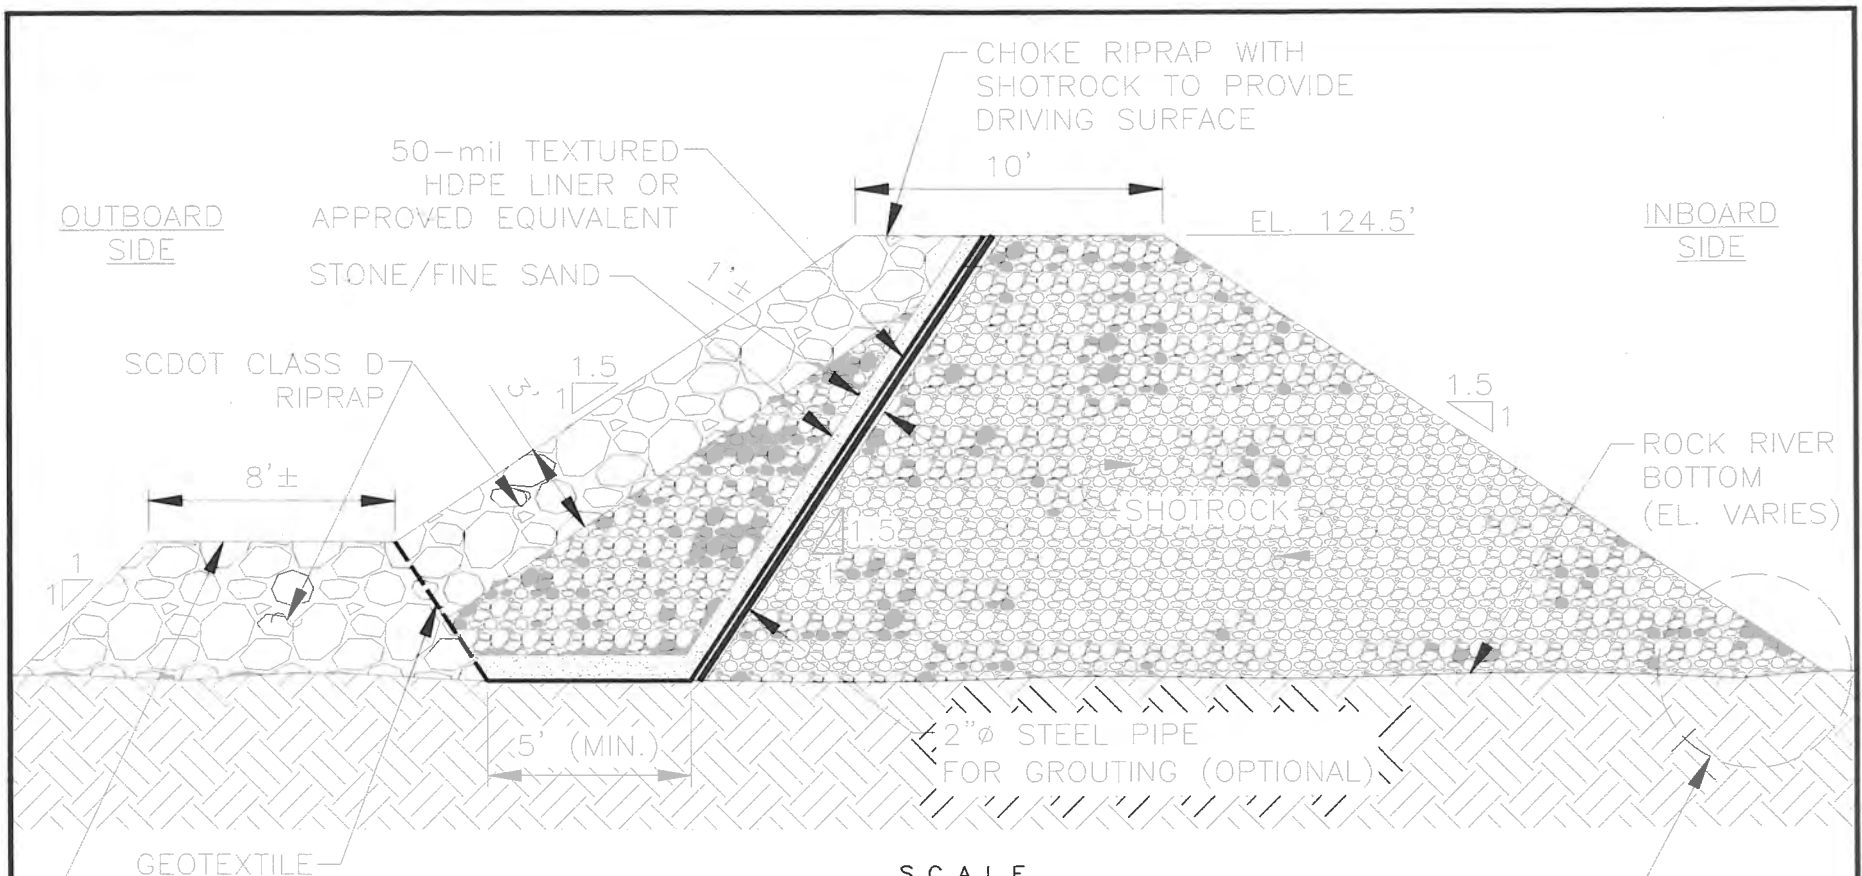 CHOKE RIPRAP WITH
SHOTROCK TO PROVIDE
DRIVING SURFACE
50-mil TEXTURED
HDPE LINER OR
APPROVED EQUIVALENT
10'
OUTBOARD
SIDE
EL. 124.5'
INBOARD
SIDE
STONE/FINE SAND
1'±
SCDOT CLASS D
RIPRAP
1.5
1
3'
1.5
1
8'±
ROCK RIVER
BOTTOM
(EL. VARIES)
SHOTROCK
1.5
1
1
1
5' (MIN.)
2"ø STEEL PIPE
FOR GROUTING (OPTIONAL)
GEOTEXTILE
SCALE